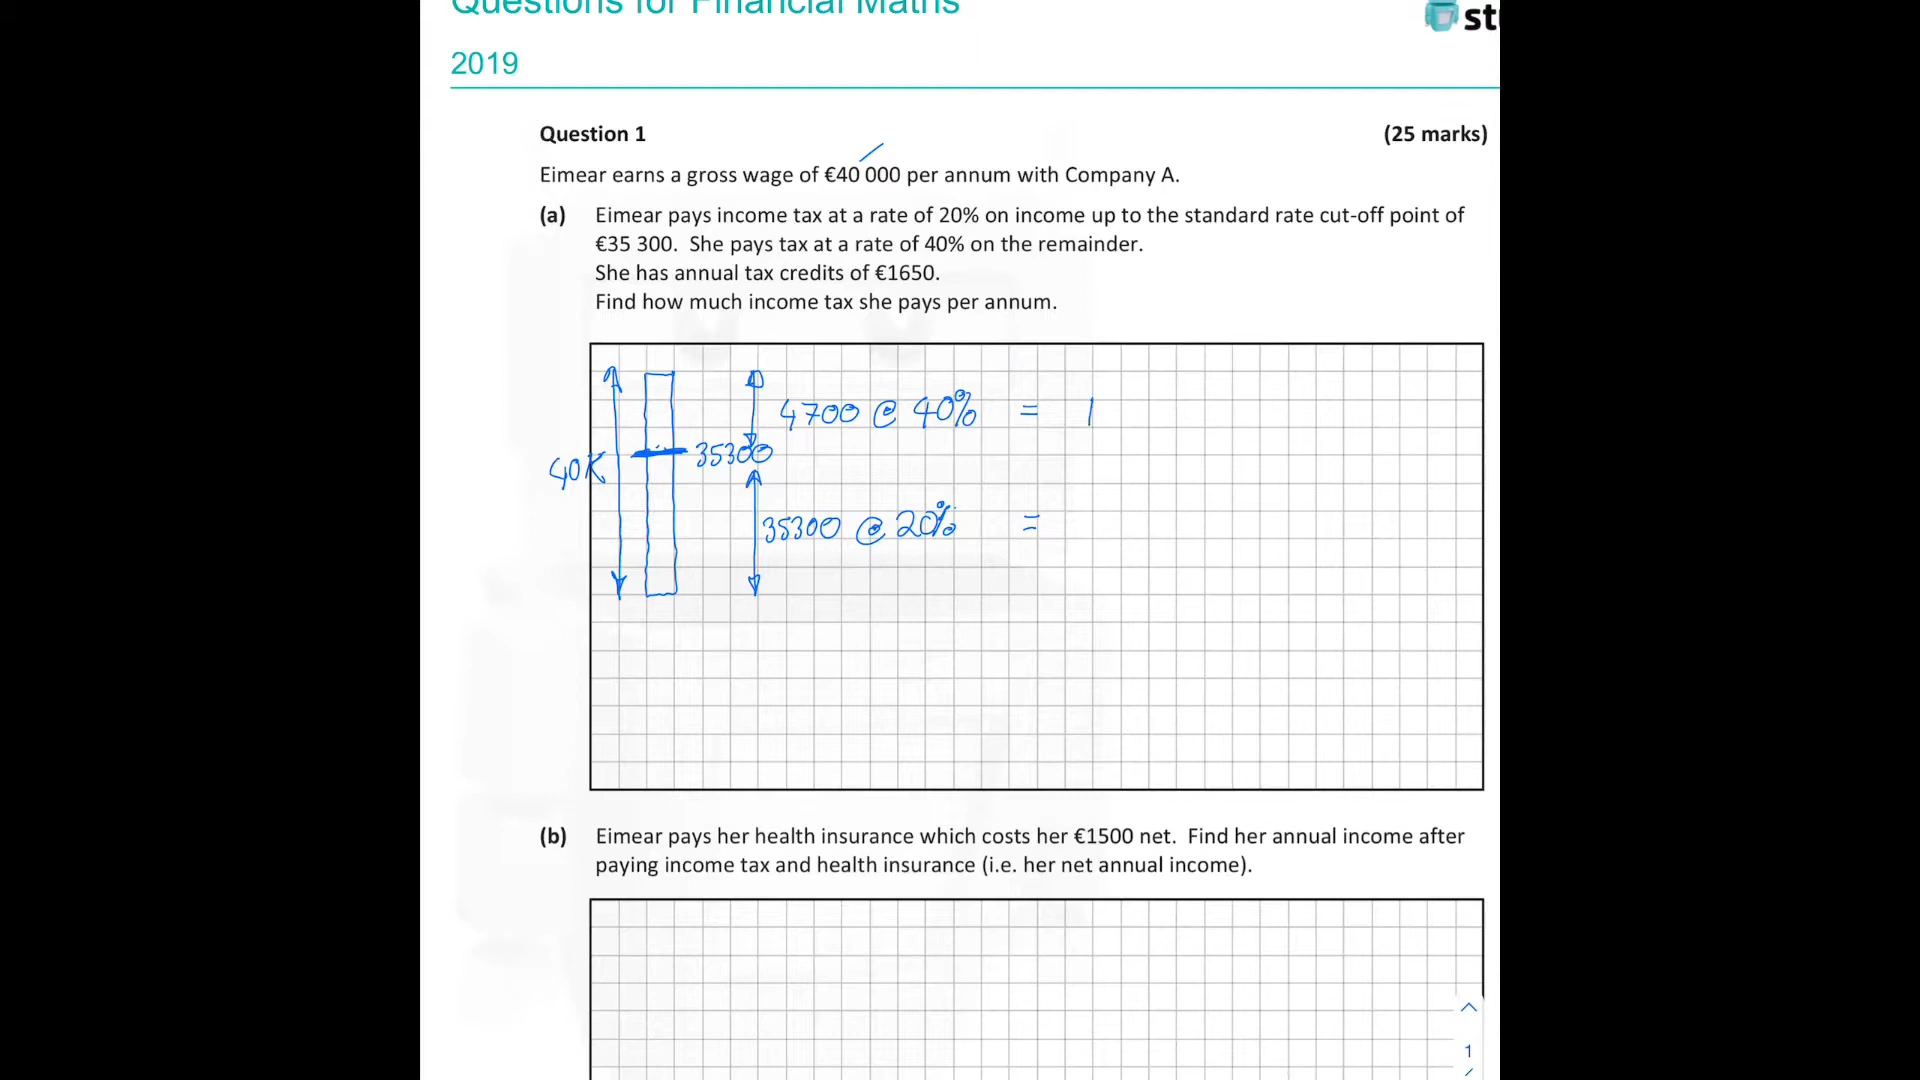 Questions for Financial Maths
2019
Question 1 (25 marks)
Eimear earns a gross wage of €40 000 per annum with Company A.
(a) Eimear pays income tax at a rate of 20% on income up to the standard rate cut-off point of
€35 300. She pays tax at a rate of 40% on the remainder.
She has annual tax credits of €1650.
Find how much income tax she pays per annum.
4700 @ 40% = 1
35300
40K
35300 @ 20% =
(b) Eimear pays her health insurance which costs her €1500 net. Find her annual income after
paying income tax and health insurance (i.e. her net annual income).
1